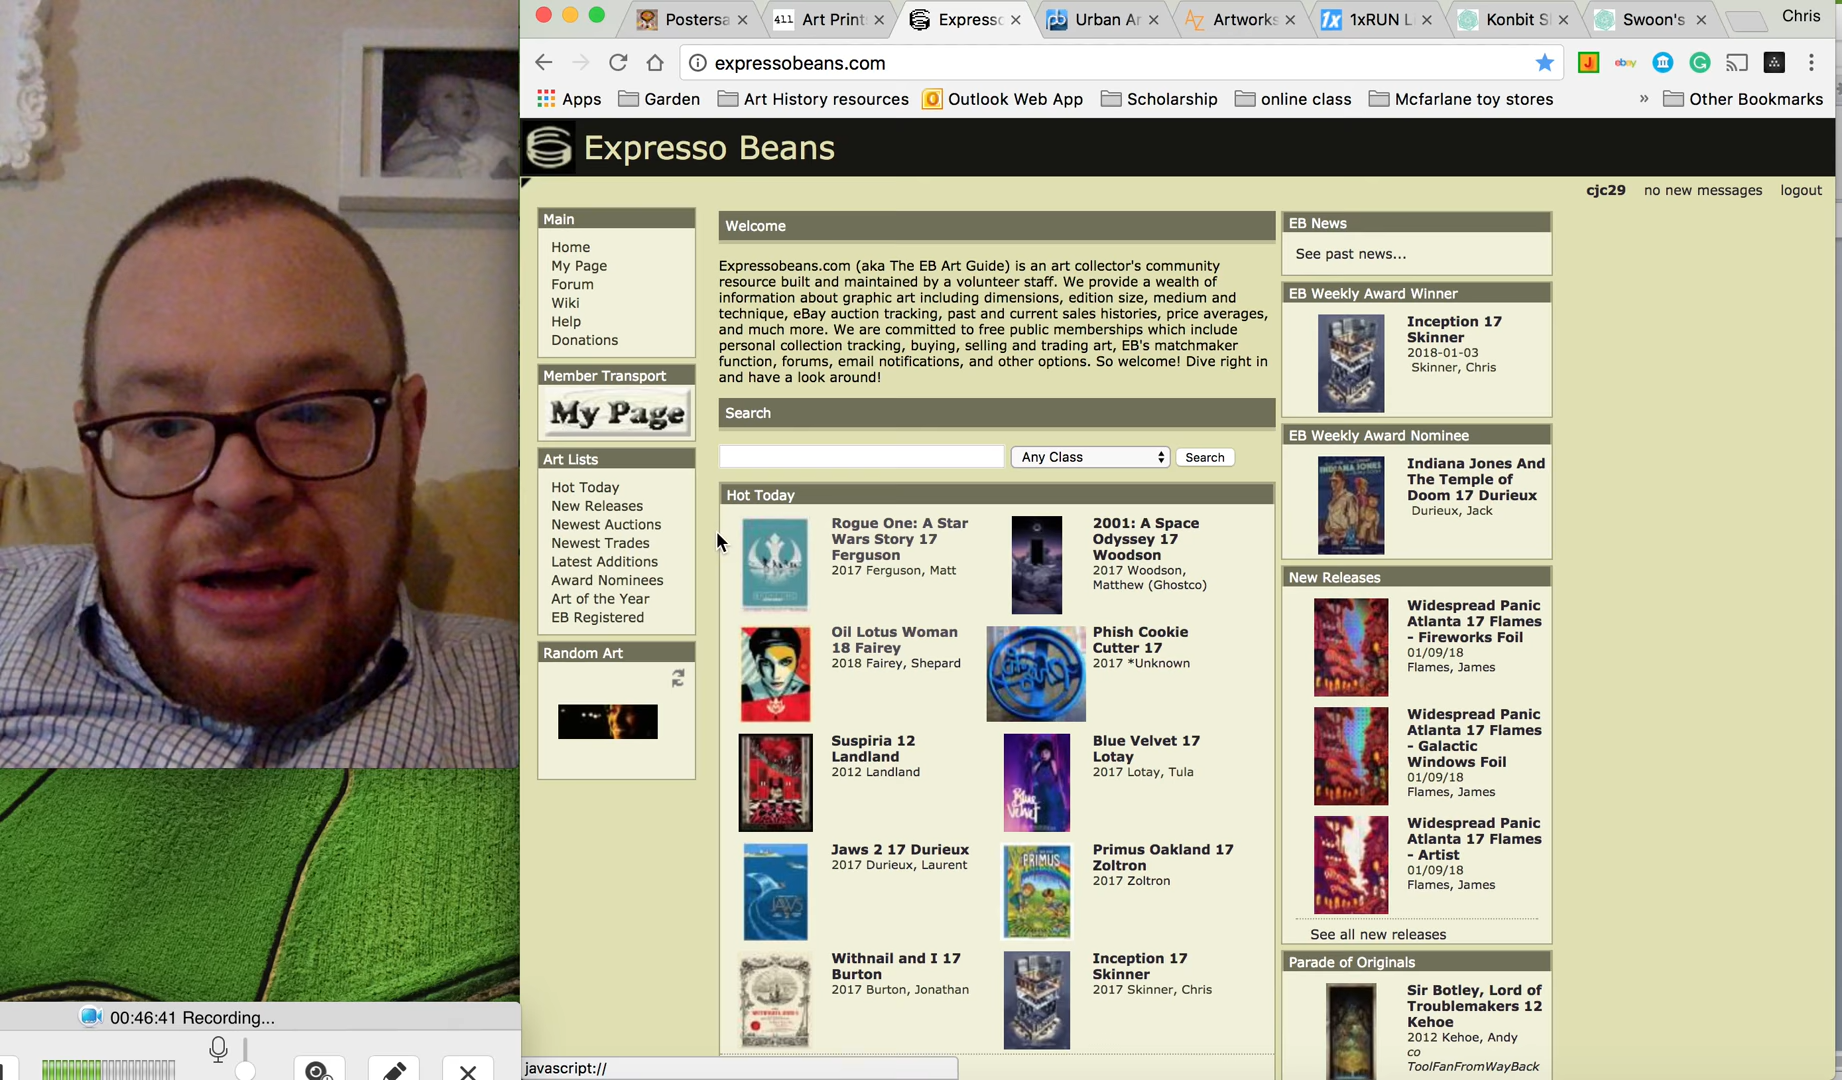 Postersa
Art Print
Expresso
Urban Ar
Artworks
1xRUN L
Konbit S
Swoon's
Chris
expressobeans.com
Apps
Garden
Art History resources
Outlook Web App
Scholarship
online class
Mcfarlane toy stores
» Other Bookmarks
Expresso Beans
cjc29 no new messages logout
Main
Home
My Page
Forum
Wiki
Help
Donations
Member Transport
My Page
Art Lists
Hot Today
New Releases
Newest Auctions
Newest Trades
Latest Additions
Award Nominees
Art of the Year
EB Registered
Random Art
Welcome
Expressobeans.com (aka The EB Art Guide) is an art collector's community
resource built and maintained by a volunteer staff. We provide a wealth of
information about graphic art including dimensions, edition size, medium and
technique, eBay auction tracking, past and current sales histories, price averages,
and much more. We are committed to free public memberships which include
personal collection tracking, buying, selling and trading art, EB's matchmaker
function, forums, email notifications, and other options. So welcome! Dive right in
and have a look around!
Search
Any Class
Search
Hot Today
Rogue One: A Star
Wars Story 17
Ferguson
2017 Ferguson, Matt
2001: A Space
Odyssey 17
Woodson
2017 Woodson,
Matthew (Ghostco)
Oil Lotus Woman
18 Fairey
2018 Fairey, Shepard
Phish Cookie
Cutter 17
2017 *Unknown
Suspiria 12
Landland
2012 Landland
Blue Velvet 17
Lotay
2017 Lotay, Tula
Jaws 2 17 Durieux
2017 Durieux, Laurent
Primus Oakland 17
Zoltron
2017 Zoltron
Withnail and I 17
Burton
2017 Burton, Jonathan
Inception 17
Skinner
2017 Skinner, Chris
EB News
See past news...
EB Weekly Award Winner
Inception 17
Skinner
2018-01-03
Skinner, Chris
EB Weekly Award Nominee
Indiana Jones And
The Temple of
Doom 17 Durieux
Durieux, Jack
New Releases
Widespread Panic
Atlanta 17 Flames
- Fireworks Foil
01/09/18
Flames, James
Widespread Panic
Atlanta 17 Flames
- Galactic
Windows Foil
01/09/18
Flames, James
Widespread Panic
Atlanta 17 Flames
- Artist
01/09/18
Flames, James
See all new releases
Parade of Originals
Sir Botley, Lord of
Troublemakers 12
Kehoe
2012 Kehoe, Andy
co
ToolFanFromWayBack
00:46:41 Recording...
javascript://